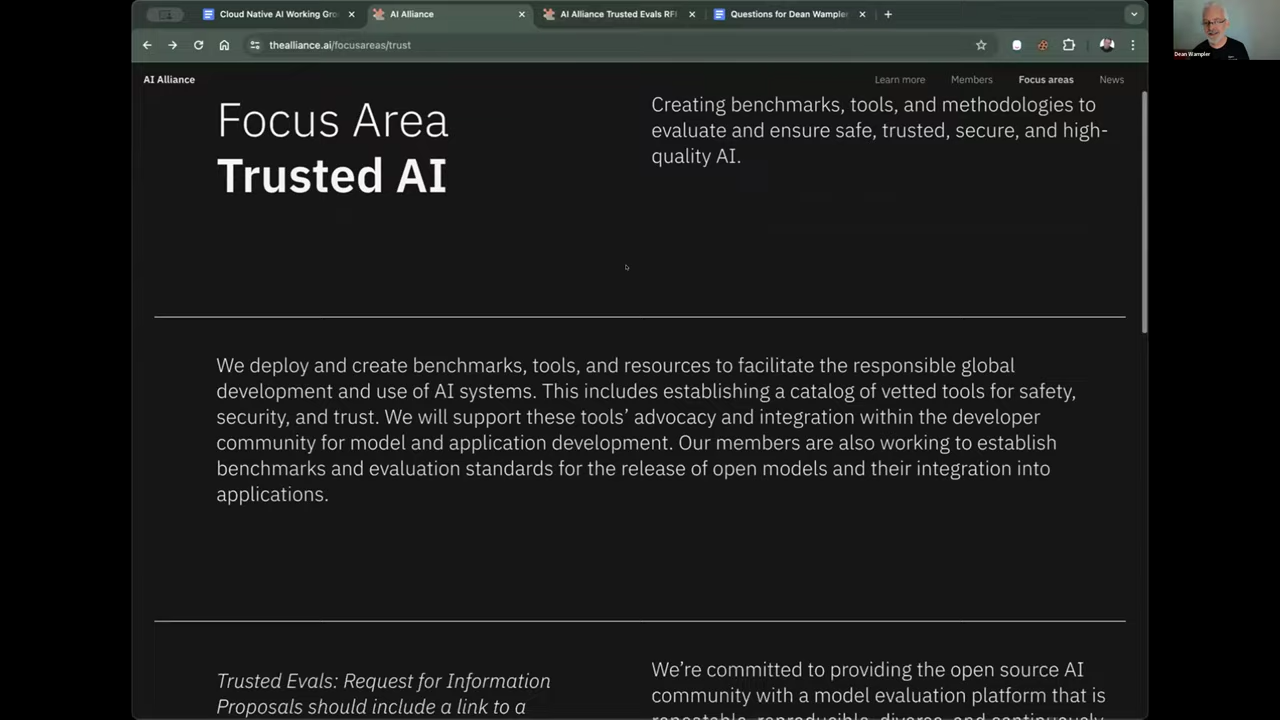 Cloud Native AI Working Gro
AI Alliance
AI Alliance Trusted Evals RFI
Questions for Dean Wampler
thealliance.ai/focusareas/trust
Dean Wampler
AI Alliance
Learn more
Members
Focus areas
News
Focus Area
Trusted AI
Creating benchmarks, tools, and methodologies to
evaluate and ensure safe, trusted, secure, and high-
quality AI.
We deploy and create benchmarks, tools, and resources to facilitate the responsible global
development and use of AI systems. This includes establishing a catalog of vetted tools for safety,
security, and trust. We will support these tools’ advocacy and integration within the developer
community for model and application development. Our members are also working to establish
benchmarks and evaluation standards for the release of open models and their integration into
applications.
Trusted Evals: Request for Information
Proposals should include a link to a
We’re committed to providing the open source AI
community with a model evaluation platform that is
repeatable, reproducible, diverse, and continuously